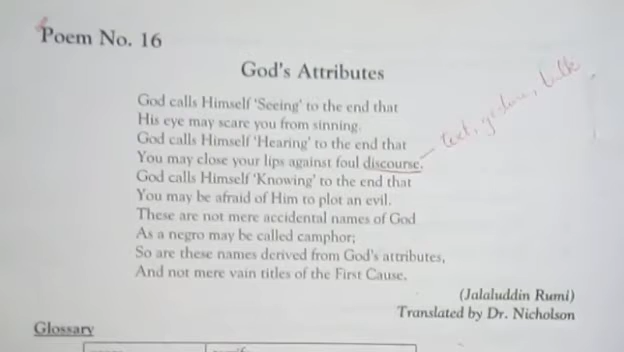 Poem No. 16
God's Attributes
God calls Himself 'Seeing' to the end that
His eye may scare you from sinning.
God calls Himself 'Hearing' to the end that
You may close your lips against foul discourse. text, gesture, talk
God calls Himself 'Knowing' to the end that
You may be afraid of Him to plot an evil.
These are not mere accidental names of God
As a negro may be called camphor;
So are these names derived from God's attributes,
And not mere vain titles of the First Cause.
(Jalaluddin Rumi)
Translated by Dr. Nicholson
Glossary